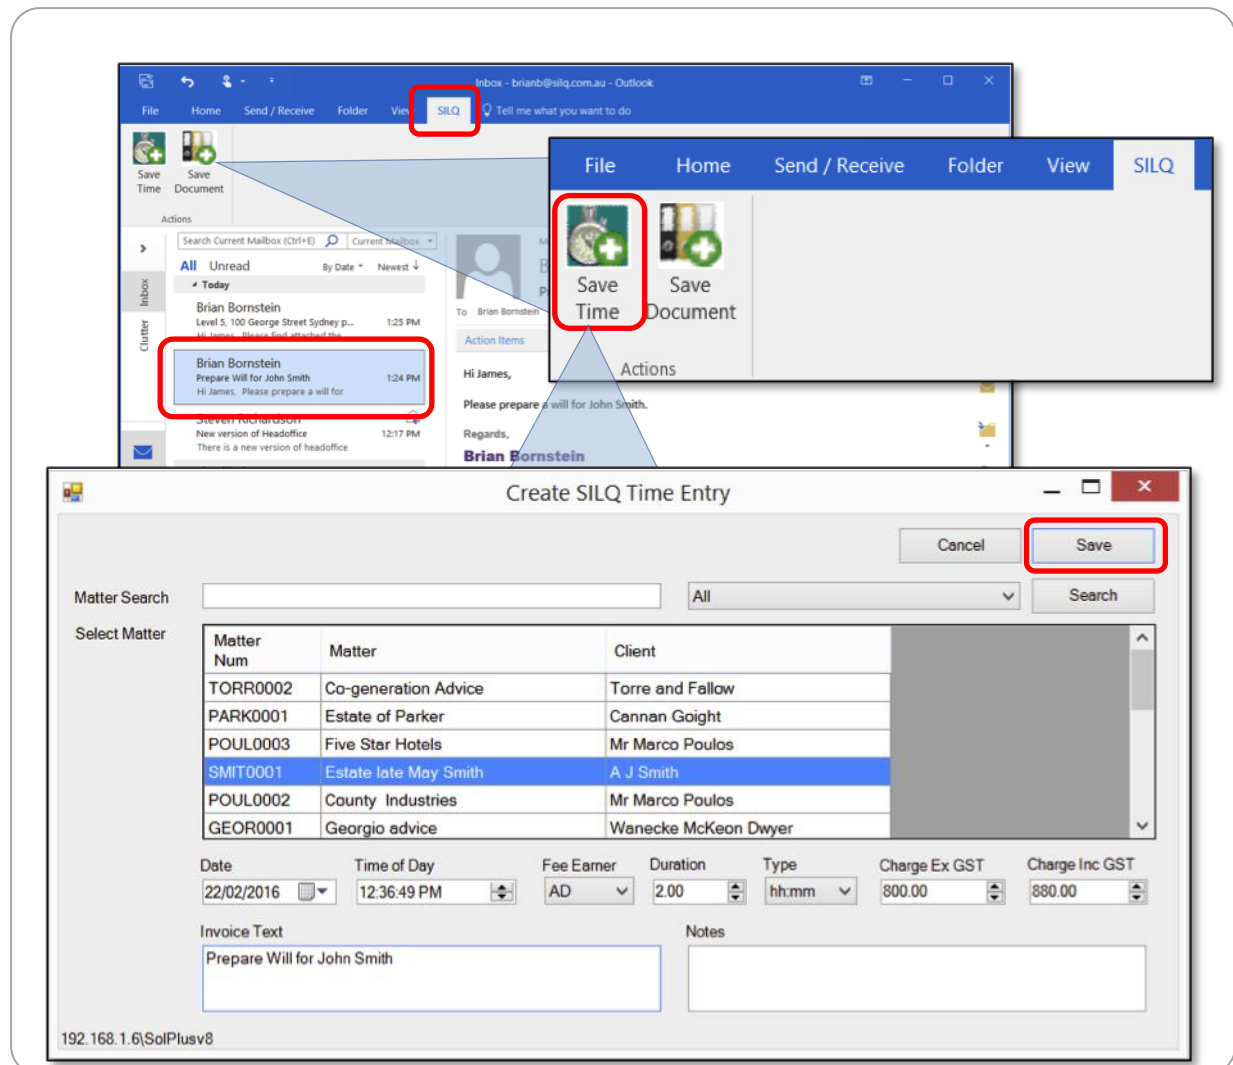 Inbox - brianb@silq.com.au - Outlook
File Home Send / Receive Folder View SILQ Tell me what you want to do
Save Time
Save Document
Actions
File Home Send / Receive Folder View SILQ
Save Time
Save Document
Actions
Search Current Mailbox (Ctrl+E) Current Mailbox
All Unread By Date Newest
Today
Inbox
Clutter
Brian Bornstein
Level 5, 100 George Street Sydney p... 1:25 PM
Hi James, Please find attached the
Brian Bornstein
Prepare Will for John Smith 1:24 PM
Hi James, Please prepare a will for
Steven Richardson
New version of Headoffice 12:17 PM
There is a new version of headoffice
To Brian Bornstein
Action Items
Hi James,
Please prepare a will for John Smith.
Regards,
Brian Bornstein
Create SILQ Time Entry
Cancel Save
Matter Search All Search
Select Matter
Matter Num Matter Client
TORR0002 Co-generation Advice Torre and Fallow
PARK0001 Estate of Parker Cannan Goight
POUL0003 Five Star Hotels Mr Marco Poulos
SMIT0001 Estate late May Smith A J Smith
POUL0002 County Industries Mr Marco Poulos
GEOR0001 Georgio advice Wanecke McKeon Dwyer
Date Time of Day Fee Earner Duration Type Charge Ex GST Charge Inc GST
22/02/2016 12:36:49 PM AD 2.00 hh:mm 800.00 880.00
Invoice Text Notes
Prepare Will for John Smith
192.168.1.6\SolPlusv8